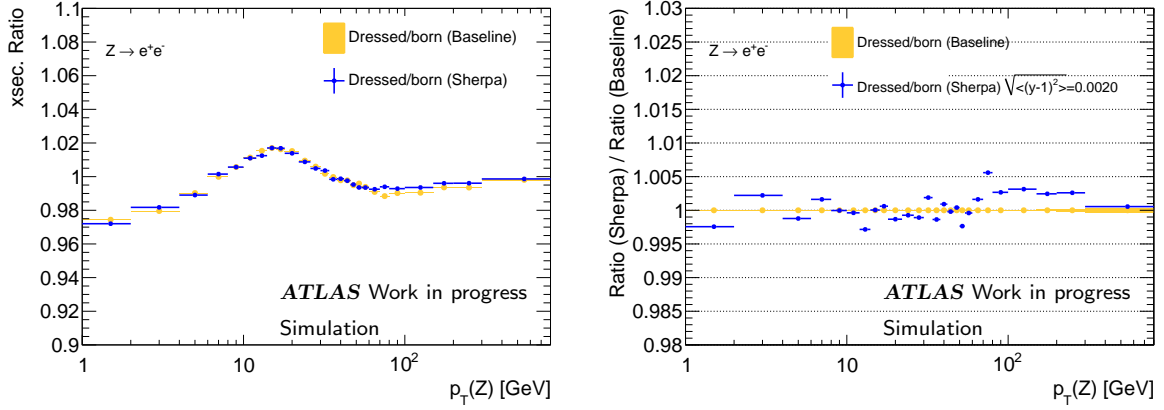 xsec. Ratio
1.1
1.08
1.06
1.04
1.02
1
0.98
0.96
0.94
0.92
0.9
Z → e⁺e⁻
Dressed/born (Baseline)
Dressed/born (Sherpa)
ATLAS Work in progress
Simulation
1 10 10²
p_T(Z) [GeV]
Ratio (Sherpa) / Ratio (Baseline)
1.03
1.025
1.02
1.015
1.01
1.005
1
0.995
0.99
0.985
0.98
Z → e⁺e⁻
Dressed/born (Baseline)
Dressed/born (Sherpa) √<(y-1)²>=0.0020
ATLAS Work in progress
Simulation
1 10 10²
p_T(Z) [GeV]